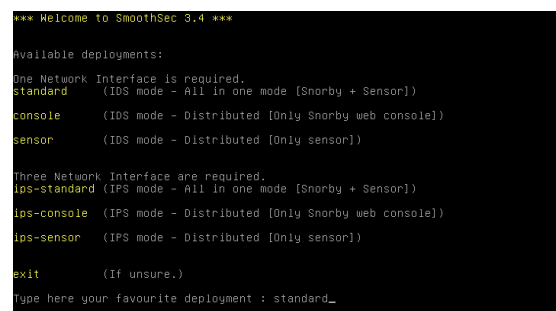 *** Welcome to SmoothSec 3.4 ***
Available deployments:
One Network Interface is required.
standard (IDS mode - All in one mode [Snorby + Sensor])
console (IDS mode - Distributed [Only Snorby web console])
sensor (IDS mode - Distributed [Only sensor])
Three Network Interface are required.
ips-standard (IPS mode - All in one mode [Snorby + Sensor])
ips-console (IPS mode - Distributed [Only Snorby web console])
ips-sensor (IPS mode - Distributed [Only sensor])
exit (If unsure.)
Type here your favourite deployment : standard_